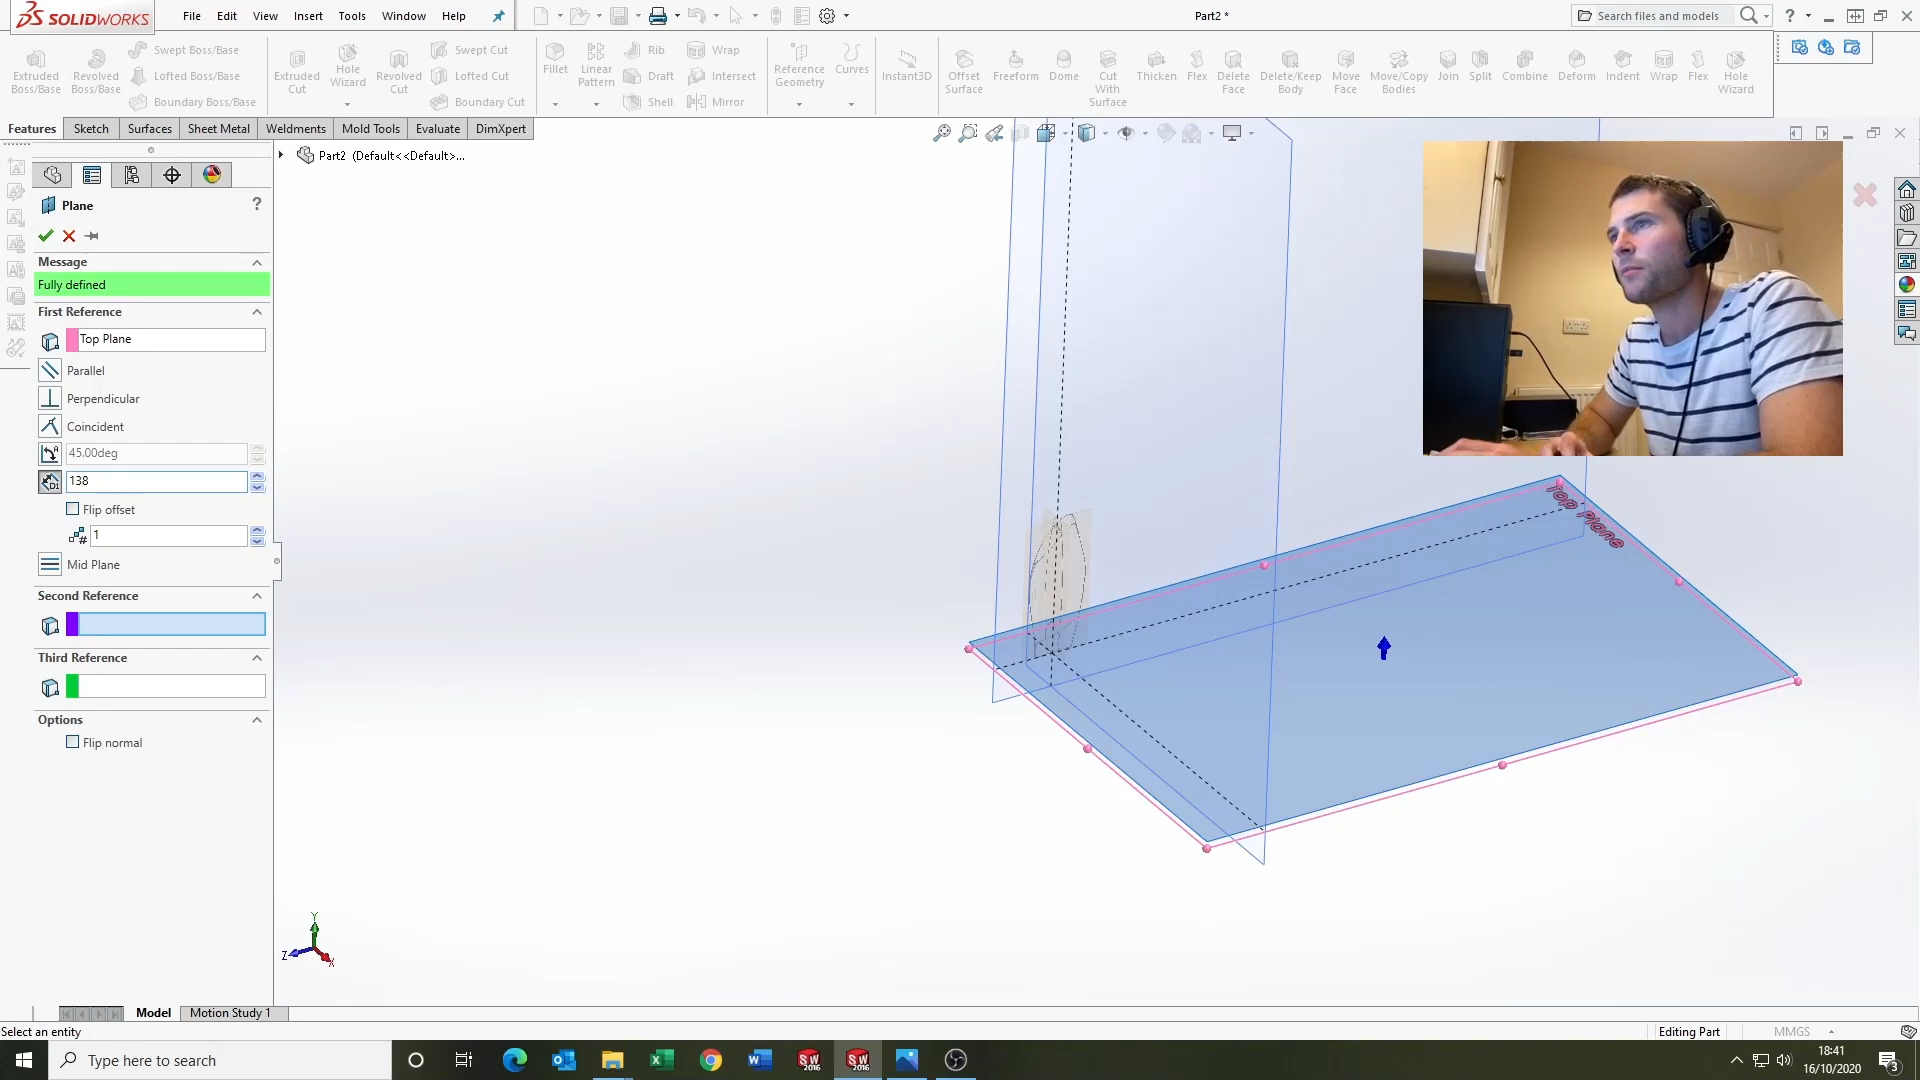 SOLIDWORKS
File Edit View Insert Tools Window Help
Part2 *
Search files and models
?
Extruded Boss/Base
Revolved Boss/Base
Swept Boss/Base
Lofted Boss/Base
Boundary Boss/Base
Extruded Cut
Hole Wizard
Revolved Cut
Swept Cut
Lofted Cut
Boundary Cut
Fillet
Linear Pattern
Rib
Draft
Shell
Wrap
Intersect
Mirror
Reference Geometry
Curves
Instant3D
Offset Surface
Freeform
Dome
Cut With Surface
Thicken
Flex
Delete Face
Delete/Keep Body
Move Face
Move/Copy Bodies
Join
Split
Combine
Deform
Indent
Wrap
Flex
Hole Wizard
Features Sketch Surfaces Sheet Metal Weldments Mold Tools Evaluate DimXpert
Part2 (Default<<Default>...
Plane ?
Message
Fully defined
First Reference
Top Plane
Parallel
Perpendicular
Coincident
45.00deg
138
Flip offset
# 1
Mid Plane
Second Reference
Third Reference
Options
Flip normal
Top Plane
Y
Z
X
Model Motion Study 1
Select an entity
Editing Part
MMGS
Type here to search
SW 2016
SW 2016
18:41
16/10/2020
3